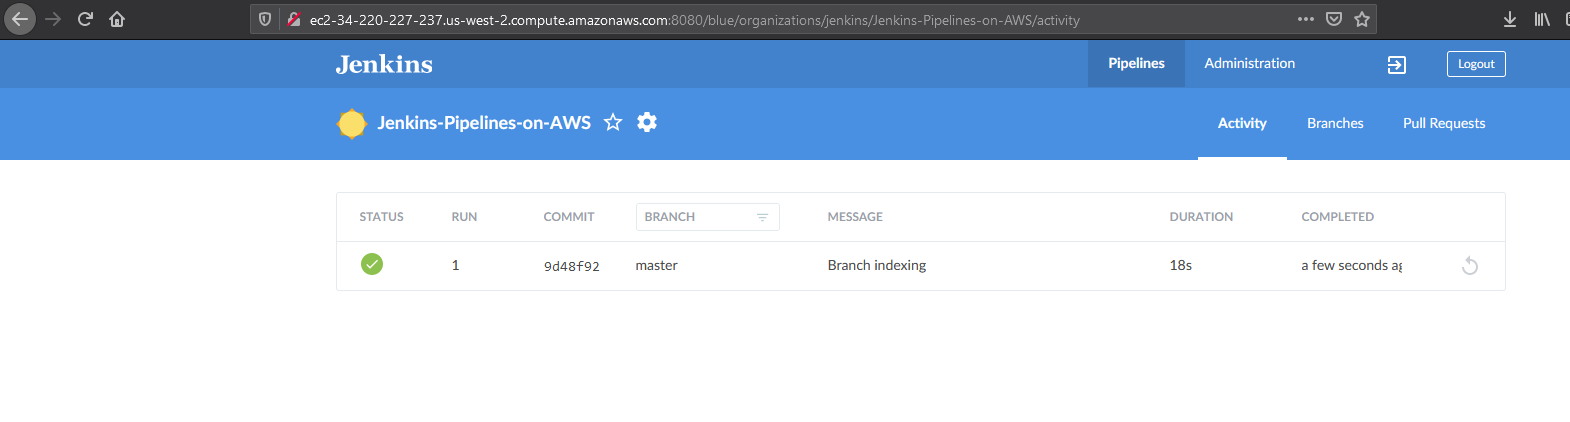 ec2-34-220-227-237.us-west-2.compute.amazonaws.com:8080/blue/organizations/jenkins/Jenkins-Pipelines-on-AWS/activity
Jenkins Pipelines Administration Logout
Jenkins-Pipelines-on-AWS Activity Branches Pull Requests
STATUS RUN COMMIT BRANCH MESSAGE DURATION COMPLETED
1 9d48f92 master Branch indexing 18s a few seconds ag